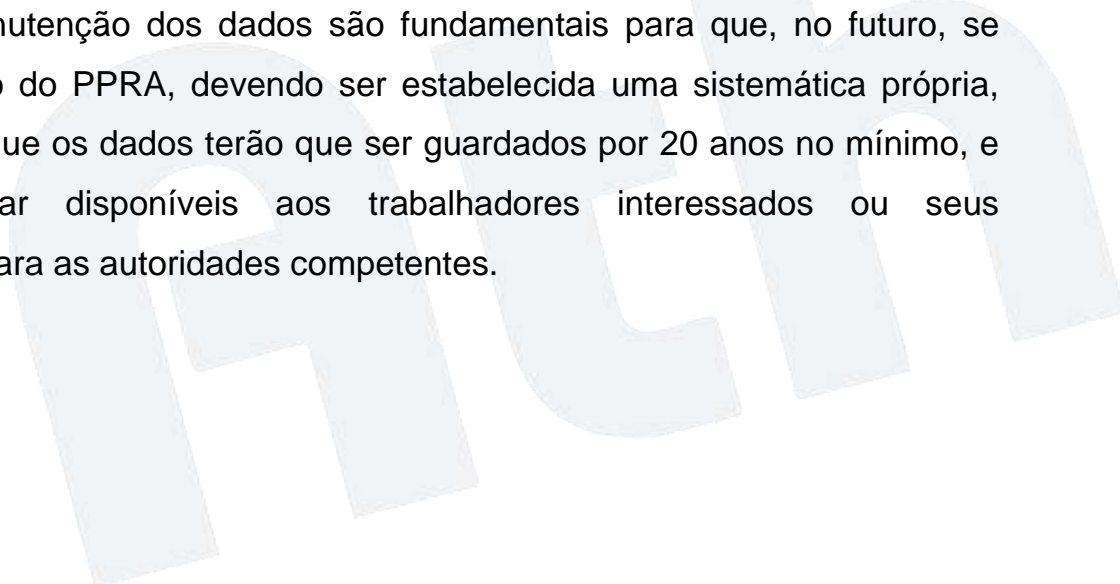 nutenção dos dados são fundamentais para que, no futuro, se
o do PPRA, devendo ser estabelecida uma sistemática própria,
ue os dados terão que ser guardados por 20 anos no mínimo, e
ar disponíveis aos trabalhadores interessados ou seus
ara as autoridades competentes.